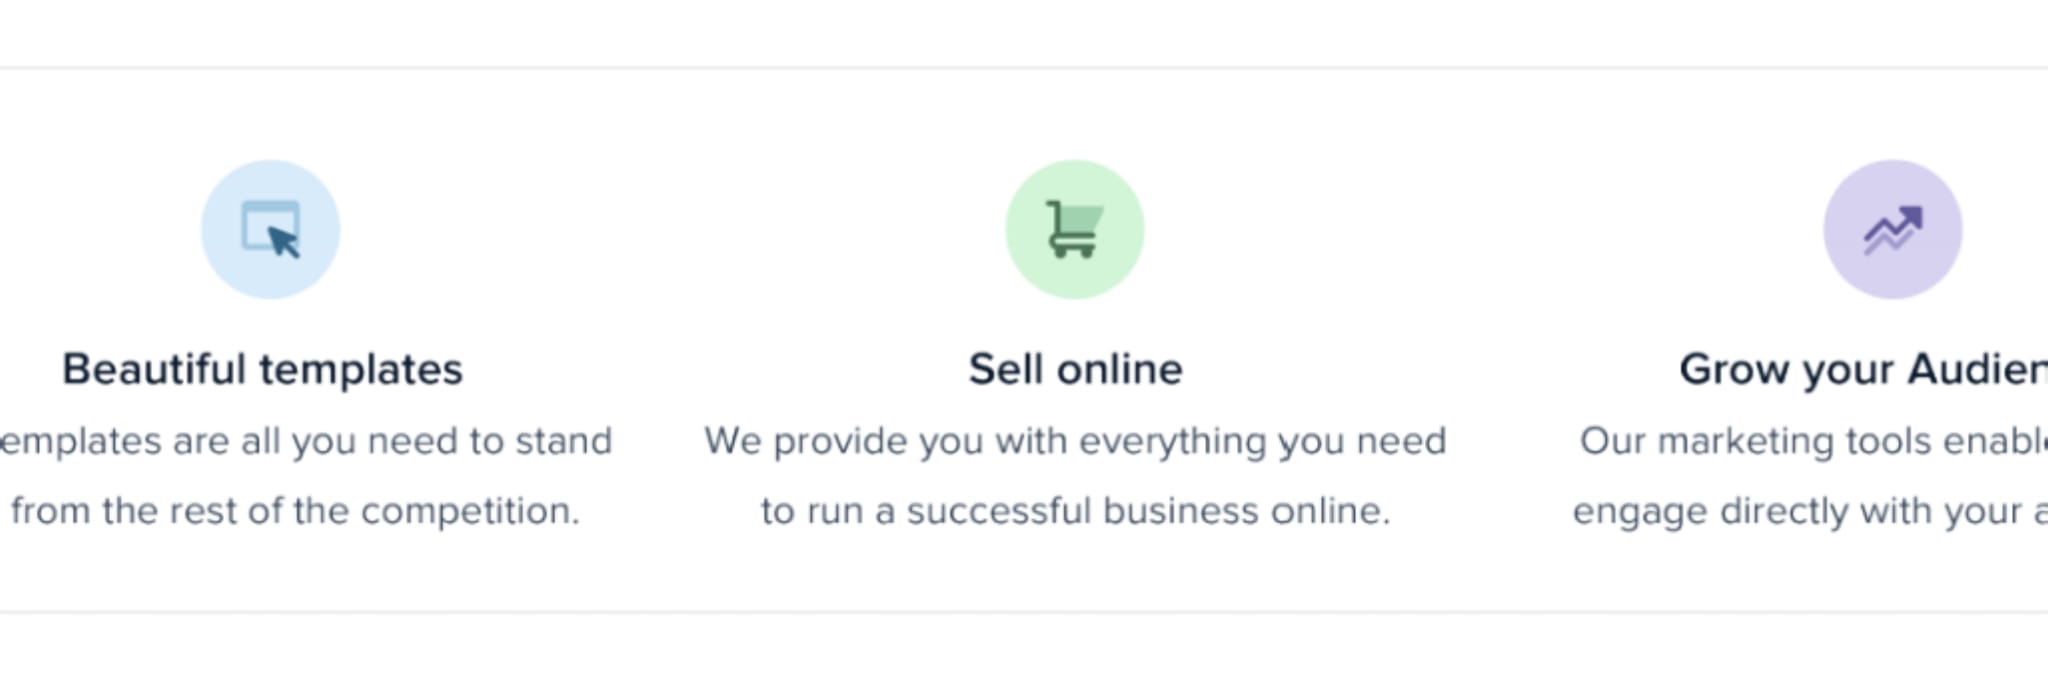 Beautiful templates
emplates are all you need to stand
from the rest of the competition.
Sell online
We provide you with everything you need
to run a successful business online.
Grow your Audien
Our marketing tools enabl
engage directly with your a